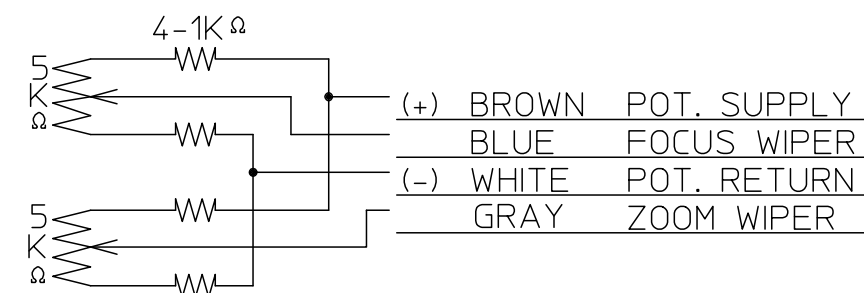 4-1K Ω
5
K
Ω
(+) BROWN POT. SUPPLY
BLUE FOCUS WIPER
(-) WHITE POT. RETURN
GRAY ZOOM WIPER
5
K
Ω